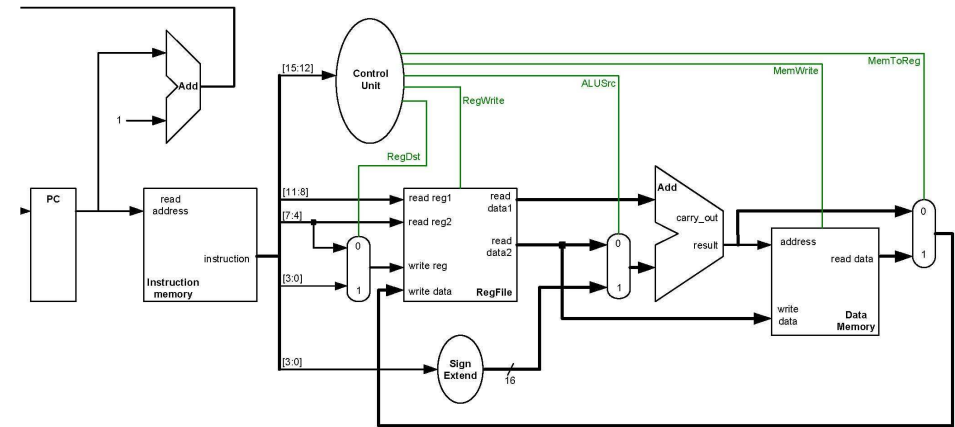 Add
1
PC
read
address
instruction
Instruction
memory
[15:12]
[11:8]
[7:4]
[3:0]
[3:0]
Control
Unit
RegDst
RegWrite
ALUSrc
MemWrite
MemToReg
0
1
read reg1
read reg2
write reg
write data
read
data1
read
data2
RegFile
Sign
Extend
16
0
1
Add
carry_out
result
address
read data
write
data
Data
Memory
0
1